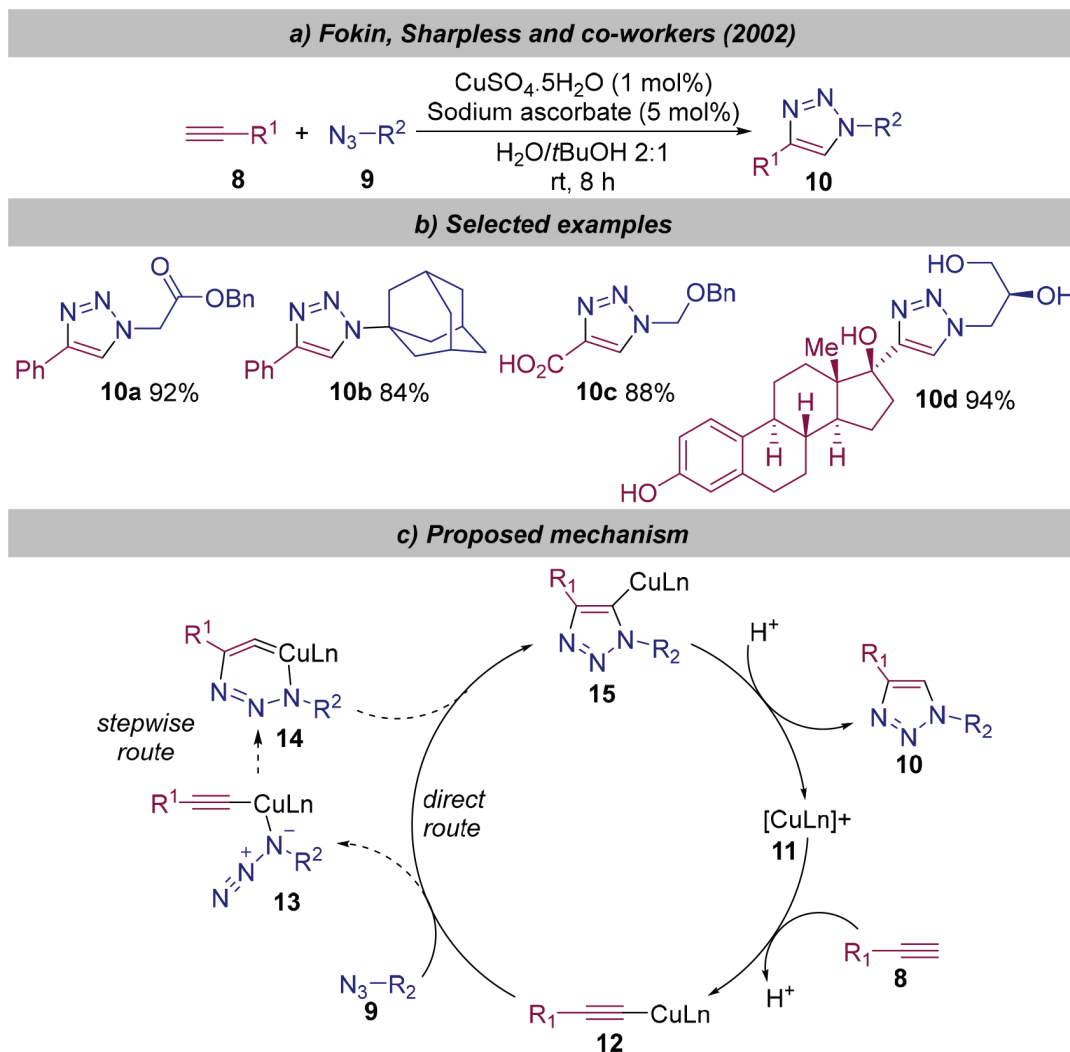 a) Fokin, Sharpless and co-workers (2002)
CuSO4.5H2O (1 mol%)
Sodium ascorbate (5 mol%)
H2O/tBuOH 2:1
rt, 8 h
R1
8
+
N3–R2
9
N N N R2
R1
10
b) Selected examples
O
OBn
N N N
Ph
10a 92%
N N N
Ph
10b 84%
OBn
N N N
HO2C
10c 88%
HO
OH
N N N
HO
Me
H
H
H
HO
10d 94%
c) Proposed mechanism
R1
CuLn
N N N R2
15
H+
R1
N N N R2
10
R1
CuLn
N N N R2
14
stepwise
route
direct
route
R1
CuLn
N−
N+
N
R2
13
[CuLn]+
11
R1
8
H+
N3–R2
9
R1
CuLn
12